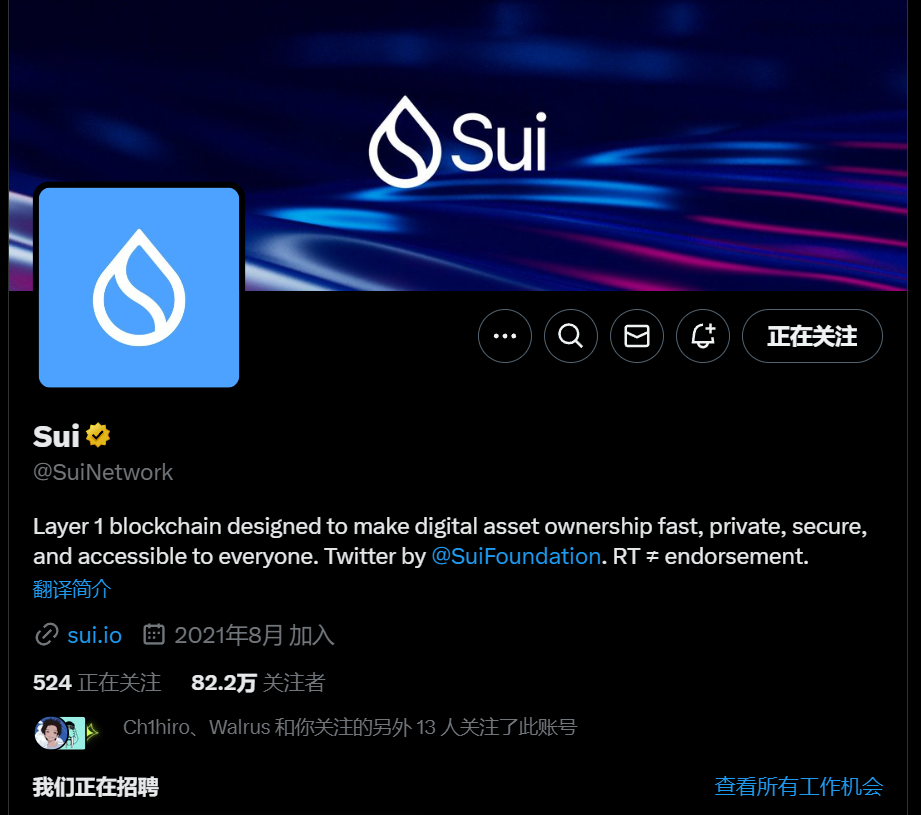 Sui
正在关注
Sui
@SuiNetwork
Layer 1 blockchain designed to make digital asset ownership fast, private, secure,
and accessible to everyone. Twitter by @SuiFoundation. RT ≠ endorsement.
翻译简介
sui.io 2021年8月 加入
524 正在关注 82.2万 关注者
Ch1hiro、Walrus 和你关注的另外 13 人关注了此账号
我们正在招聘 查看所有工作机会